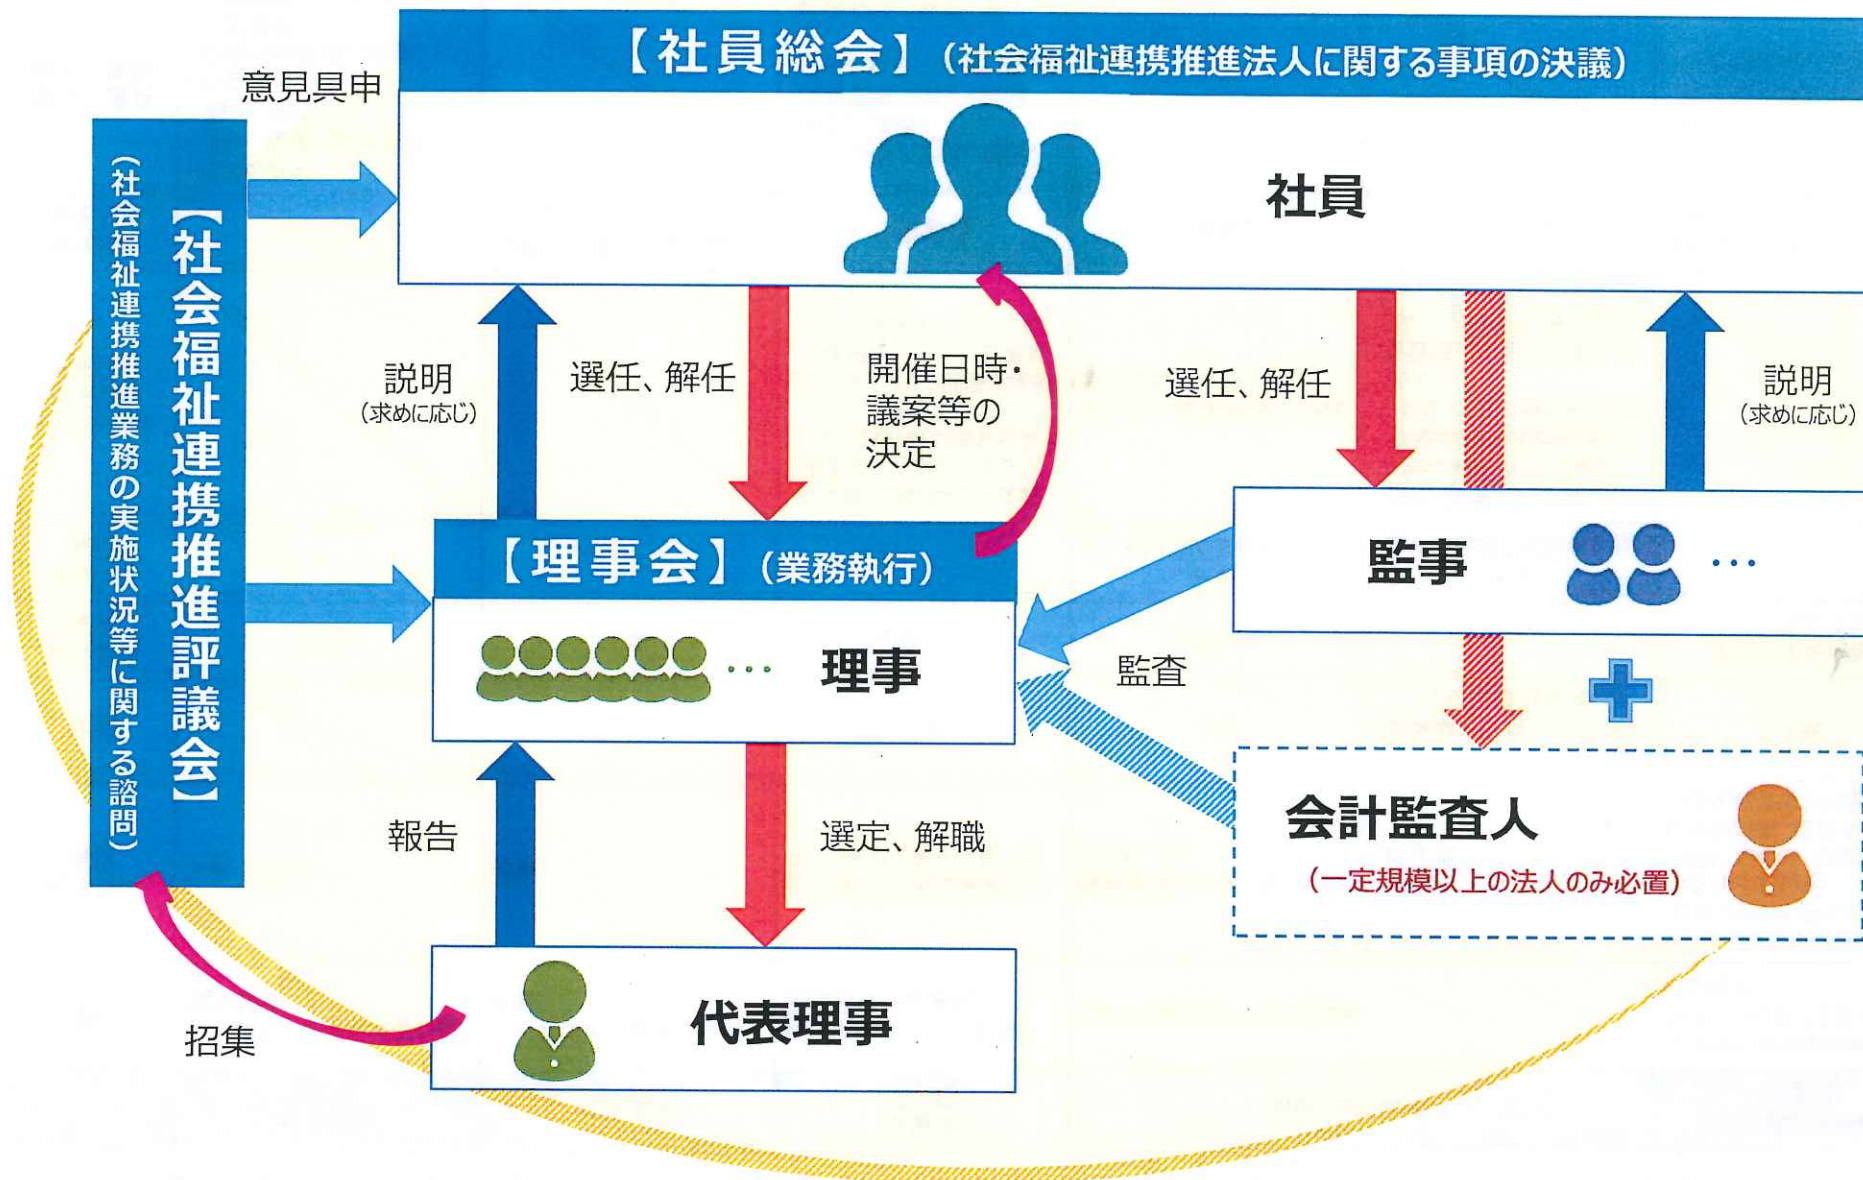 【社員総会】(社会福祉連携推進法人に関する事項の決議)
意見具申
社員
【社会福祉連携推進評議会】
(社会福祉連携推進業務の実施状況等に関する諮問)
説明
(求めに応じ)
選任、解任
開催日時・
議案等の
決定
選任、解任
説明
(求めに応じ)
【理事会】(業務執行)
… 理事
監事 …
監査
会計監査人
(一定規模以上の法人のみ必置)
報告
選定、解職
代表理事
招集